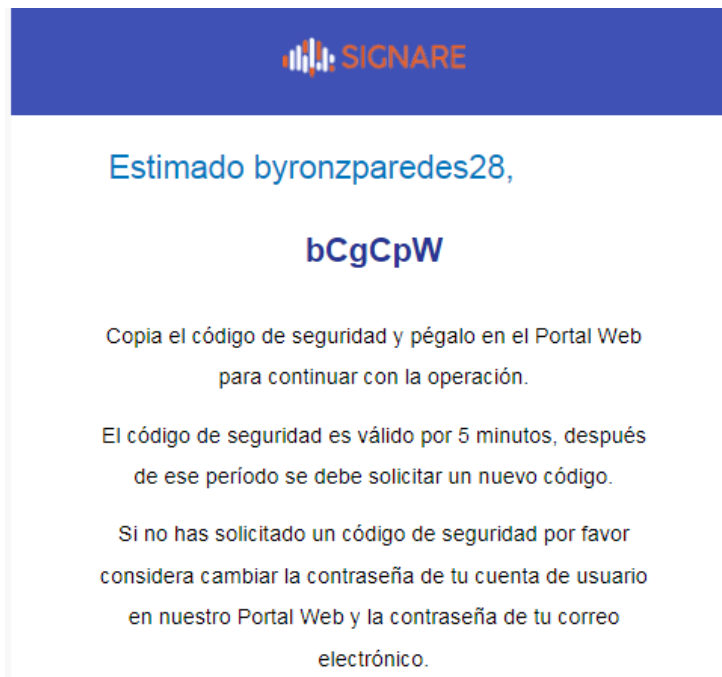 SIGNARE
Estimado byronzparedes28,
bCgCpW
Copia el código de seguridad y pégalo en el Portal Web
para continuar con la operación.
El código de seguridad es válido por 5 minutos, después
de ese período se debe solicitar un nuevo código.
Si no has solicitado un código de seguridad por favor
considera cambiar la contraseña de tu cuenta de usuario
en nuestro Portal Web y la contraseña de tu correo
electrónico.